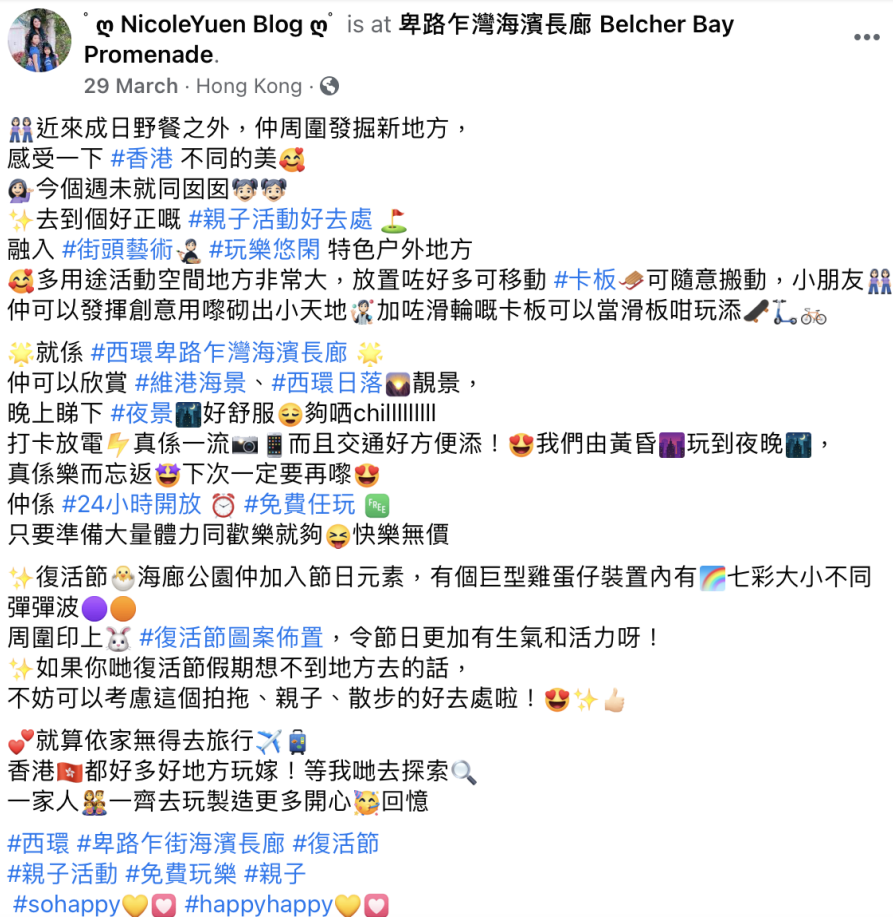 ˚ ღ NicoleYuen Blog ღ˚ is at 卑路乍灣海濱長廊 Belcher Bay
Promenade.
29 March · Hong Kong ·
👭近來成日野餐之外，仲周圍發掘新地方，
感受一下 #香港 不同的美🥰
💁🏻‍♀️今個週未就同囡囡👧🏻👧🏻
✨去到個好正嘅 #親子活動好去處 ⛳
融入 #街頭藝術👩🏻‍🎨 #玩樂悠閑 特色户外地方
🥰多用途活動空間地方非常大，放置咗好多可移動 #卡板🪵可隨意搬動，小朋友👭
仲可以發揮創意用嚟砌出小天地🤹🏻加咗滑輪嘅卡板可以當滑板咁玩添🛹🛴🚲
🌟就係 #西環卑路乍灣海濱長廊 🌟
仲可以欣賞 #維港海景、#西環日落🌄靚景，
晚上睇下 #夜景🌃好舒服😌夠哂chilllllllll
打卡放電⚡真係一流📷📱而且交通好方便添！😍我們由黃昏🌆玩到夜晚🌃，
真係樂而忘返🤩下次一定要再嚟😍
仲係 #24小時開放 ⏰ #免費任玩 🆓
只要準備大量體力同歡樂就夠😝快樂無價
✨復活節🐣海廊公園仲加入節日元素，有個巨型雞蛋仔裝置內有🌈七彩大小不同
彈彈波🟣🟠
周圍印上🐰 #復活節圖案佈置，令節日更加有生氣和活力呀！
✨如果你哋復活節假期想不到地方去的話，
不妨可以考慮這個拍拖、親子、散步的好去處啦！😍✨👍🏻
💕就算依家無得去旅行✈️🧳
香港🇭🇰都好多好地方玩嫁！等我哋去探索🔍
一家人👨‍👩‍👧‍👧一齊去玩製造更多開心🥳回憶
#西環 #卑路乍街海濱長廊 #復活節
#親子活動 #免費玩樂 #親子
#sohappy💛💟 #happyhappy💛💟